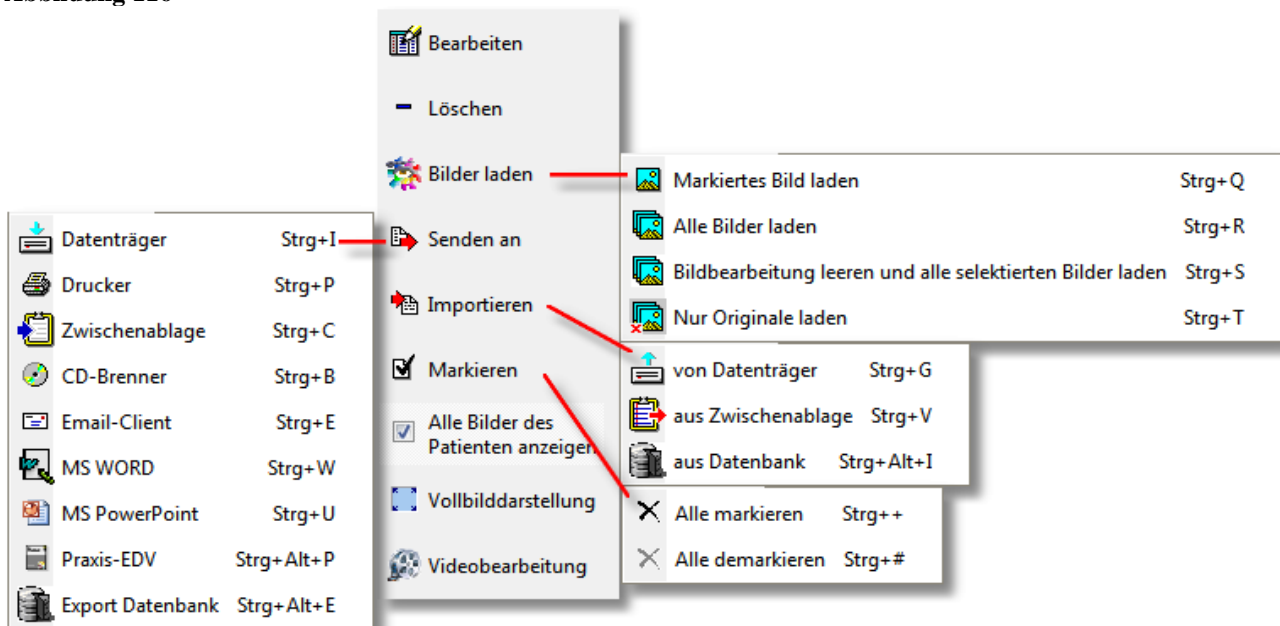 Abbildung 110
Bearbeiten
Löschen
Bilder laden
Senden an
Importieren
Markieren
Alle Bilder des
Patienten anzeigen
Vollbilddarstellung
Videobearbeitung
Datenträger Strg+I
Drucker Strg+P
Zwischenablage Strg+C
CD-Brenner Strg+B
Email-Client Strg+E
MS WORD Strg+W
MS PowerPoint Strg+U
Praxis-EDV Strg+Alt+P
Export Datenbank Strg+Alt+E
Markiertes Bild laden Strg+Q
Alle Bilder laden Strg+R
Bildbearbeitung leeren und alle selektierten Bilder laden Strg+S
Nur Originale laden Strg+T
von Datenträger Strg+G
aus Zwischenablage Strg+V
aus Datenbank Strg+Alt+I
Alle markieren Strg++
Alle demarkieren Strg+#